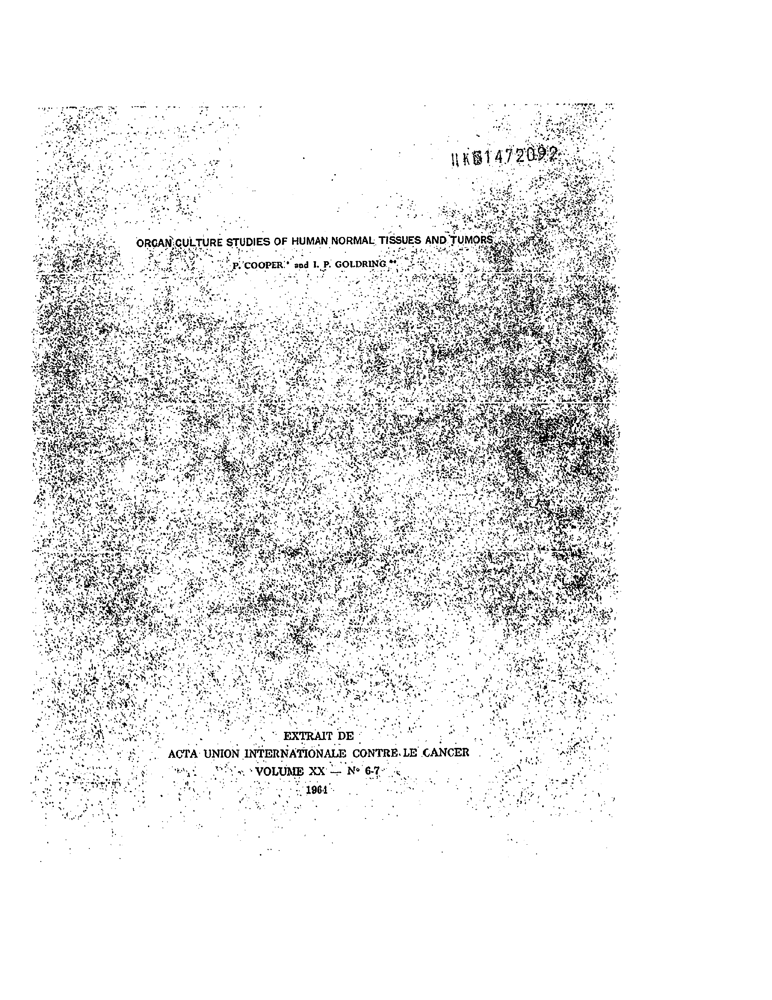 1472092
ORGAN CULTURE STUDIES OF HUMAN NORMAL TISSUES AND TUMORS
P. COOPER * and I. P. GOLDRING **
EXTRAIT DE
ACTA UNION INTERNATIONALE CONTRE LE CANCER
VOLUME XX — N° 6-7
1964